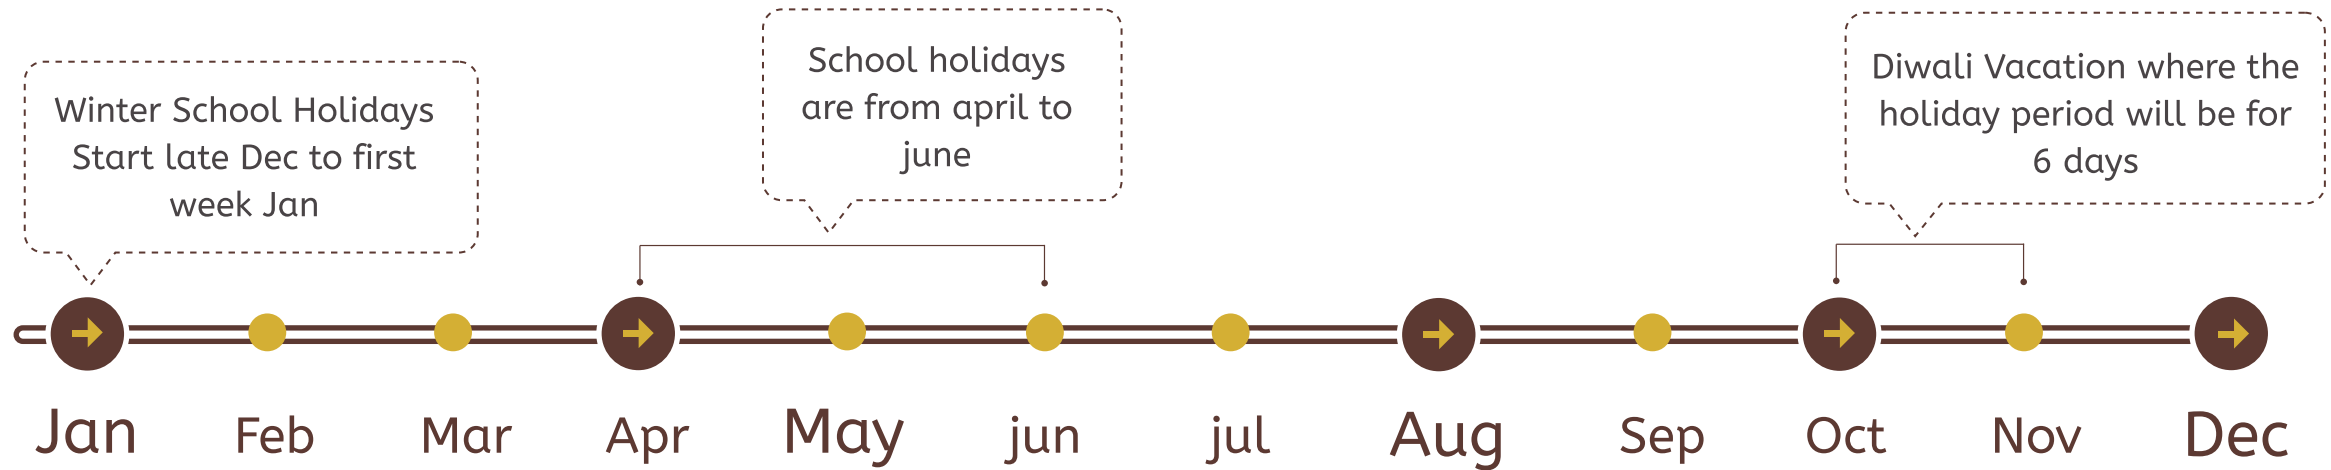 Winter School Holidays
Start late Dec to first
week Jan
School holidays
are from april to
june
Diwali Vacation where the
holiday period will be for
6 days
Jan
Feb
Mar
Apr
May
jun
jul
Aug
Sep
Oct
Nov
Dec